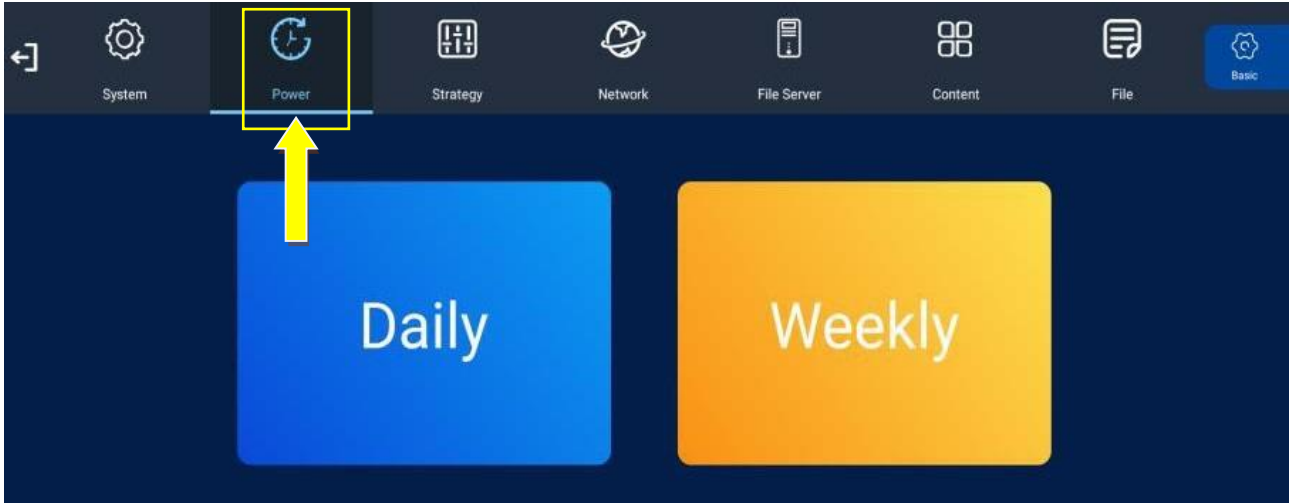 System
Power
Strategy
Network
File Server
Content
File
Basic
Daily
Weekly